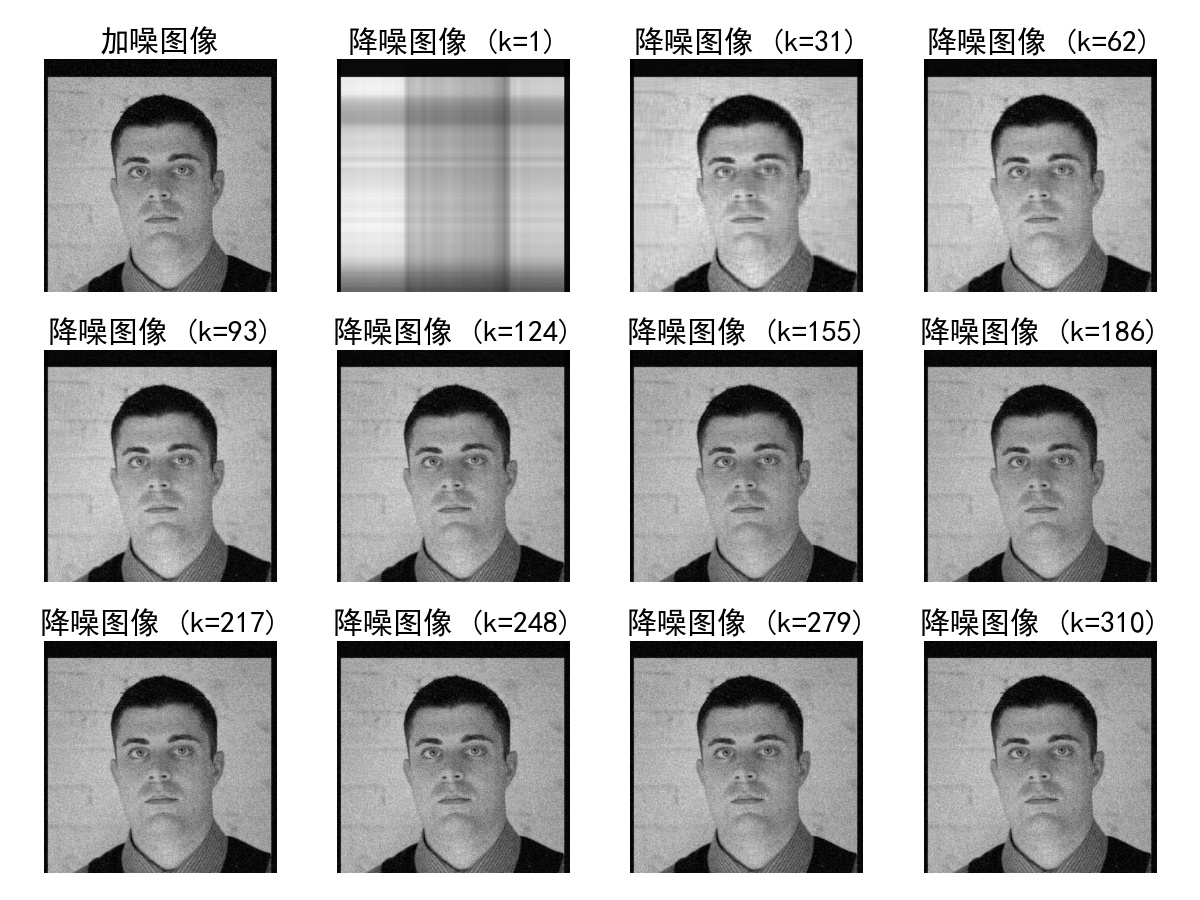 加噪图像
降噪图像 (k=1)
降噪图像 (k=31)
降噪图像 (k=62)
降噪图像 (k=93)
降噪图像 (k=124)
降噪图像 (k=155)
降噪图像 (k=186)
降噪图像 (k=217)
降噪图像 (k=248)
降噪图像 (k=279)
降噪图像 (k=310)